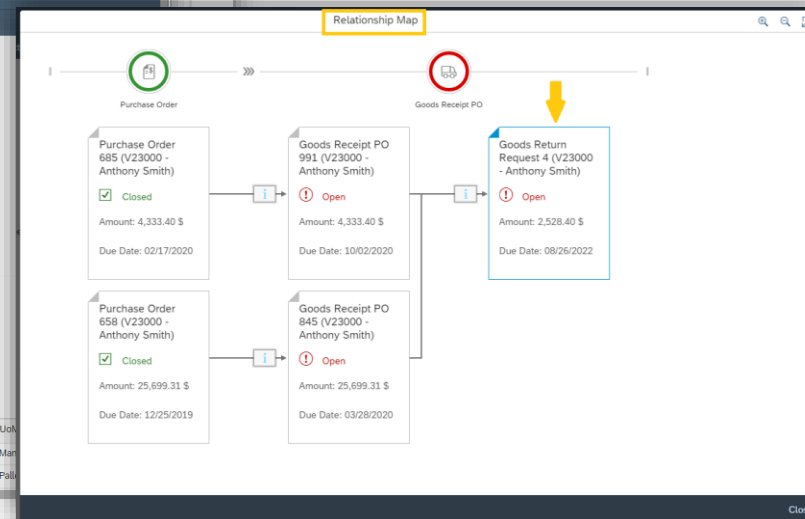 Relationship Map
Purchase Order
Goods Receipt PO
Purchase Order
685 (V23000 -
Anthony Smith)
Closed
Amount: 4,333.40 $
Due Date: 02/17/2020
Goods Receipt PO
991 (V23000 -
Anthony Smith)
Open
Amount: 4,333.40 $
Due Date: 10/02/2020
Goods Return
Request 4 (V23000
- Anthony Smith)
Open
Amount: 2,528.40 $
Due Date: 08/26/2022
Purchase Order
658 (V23000 -
Anthony Smith)
Closed
Amount: 25,699.31 $
Due Date: 12/25/2019
Goods Receipt PO
845 (V23000 -
Anthony Smith)
Open
Amount: 25,699.31 $
Due Date: 03/28/2020
UoM
Man
Palle
Clos